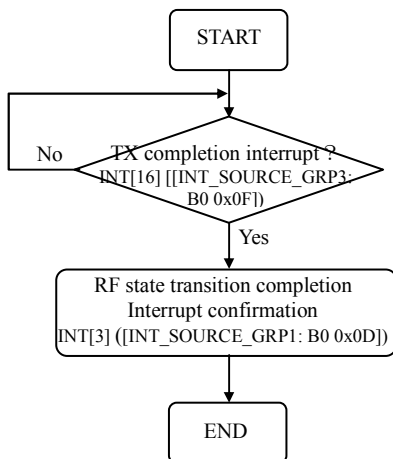 START
No
TX completion interrupt ?
INT[16] [[INT_SOURCE_GRP3:
B0 0x0F])
Yes
RF state transition completion
Interrupt confirmation
INT[3] ([INT_SOURCE_GRP1: B0 0x0D])
END